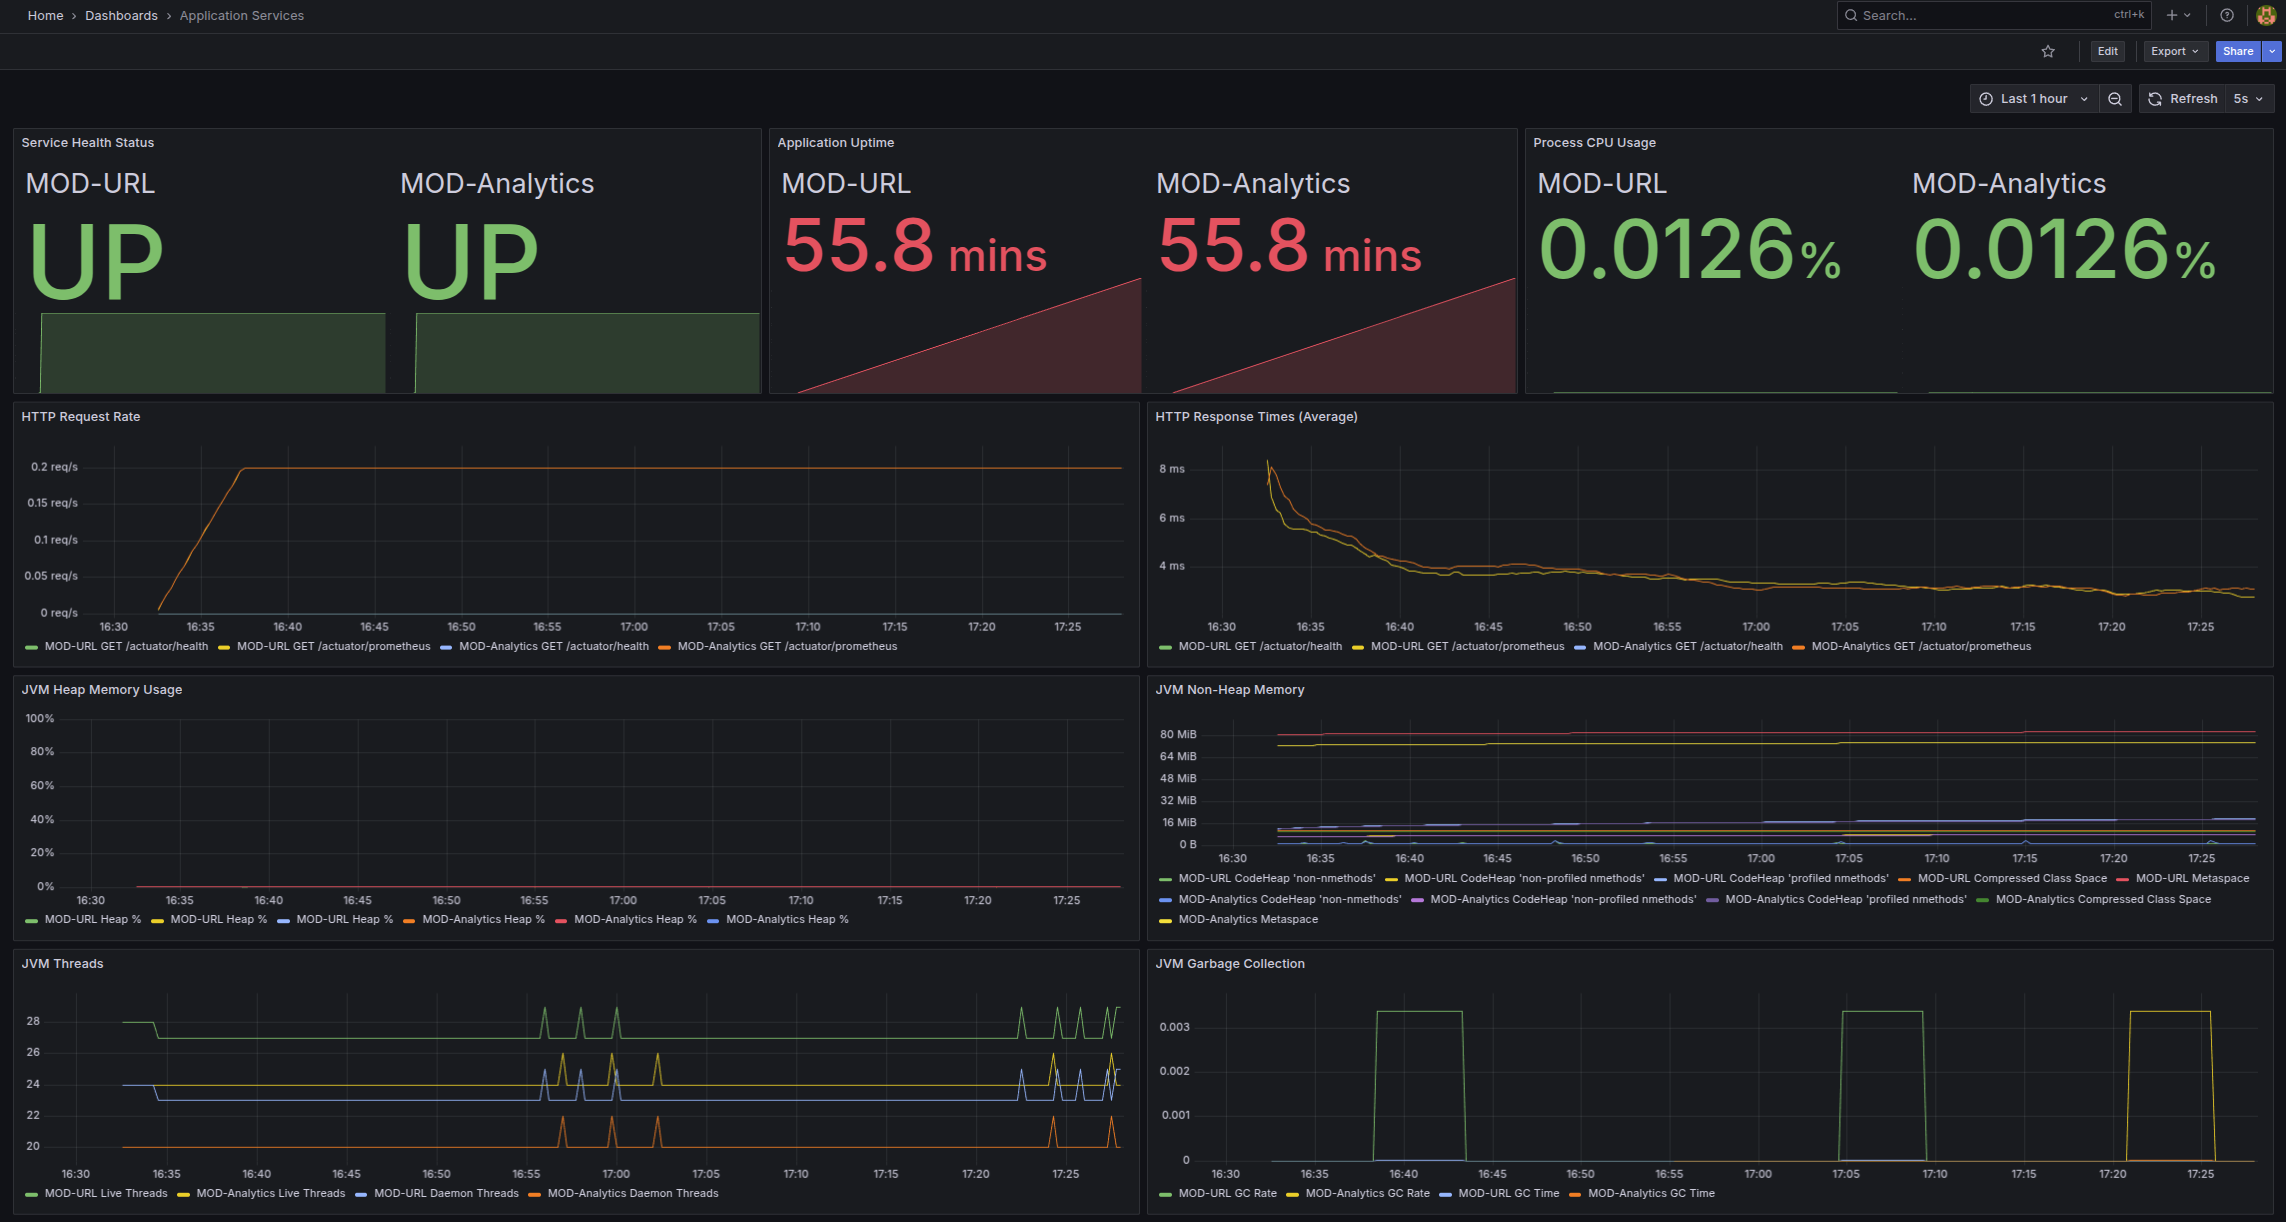 Home › Dashboards › Application Services
Search... ctrl+k
Edit Export Share
Last 1 hour Refresh 5s
Service Health Status
MOD-URL MOD-Analytics
UP UP
Application Uptime
MOD-URL MOD-Analytics
55.8 mins 55.8 mins
Process CPU Usage
MOD-URL MOD-Analytics
0.0126% 0.0126%
HTTP Request Rate
0.2 req/s
0.15 req/s
0.1 req/s
0.05 req/s
0 req/s
16:30 16:35 16:40 16:45 16:50 16:55 17:00 17:05 17:10 17:15 17:20 17:25
MOD-URL GET /actuator/health MOD-URL GET /actuator/prometheus MOD-Analytics GET /actuator/health MOD-Analytics GET /actuator/prometheus
HTTP Response Times (Average)
8 ms
6 ms
4 ms
16:30 16:35 16:40 16:45 16:50 16:55 17:00 17:05 17:10 17:15 17:20 17:25
MOD-URL GET /actuator/health MOD-URL GET /actuator/prometheus MOD-Analytics GET /actuator/health MOD-Analytics GET /actuator/prometheus
JVM Heap Memory Usage
100%
80%
60%
40%
20%
0%
16:30 16:35 16:40 16:45 16:50 16:55 17:00 17:05 17:10 17:15 17:20 17:25
MOD-URL Heap % MOD-URL Heap % MOD-URL Heap % MOD-Analytics Heap % MOD-Analytics Heap % MOD-Analytics Heap %
JVM Non-Heap Memory
80 MiB
64 MiB
48 MiB
32 MiB
16 MiB
0 B
16:30 16:35 16:40 16:45 16:50 16:55 17:00 17:05 17:10 17:15 17:20 17:25
MOD-URL CodeHeap 'non-nmethods' MOD-URL CodeHeap 'non-profiled nmethods' MOD-URL CodeHeap 'profiled nmethods' MOD-URL Compressed Class Space MOD-URL Metaspace
MOD-Analytics CodeHeap 'non-nmethods' MOD-Analytics CodeHeap 'non-profiled nmethods' MOD-Analytics CodeHeap 'profiled nmethods' MOD-Analytics Compressed Class Space
MOD-Analytics Metaspace
JVM Threads
28
26
24
22
20
16:30 16:35 16:40 16:45 16:50 16:55 17:00 17:05 17:10 17:15 17:20 17:25
MOD-URL Live Threads MOD-Analytics Live Threads MOD-URL Daemon Threads MOD-Analytics Daemon Threads
JVM Garbage Collection
0.003
0.002
0.001
0
16:30 16:35 16:40 16:45 16:50 16:55 17:00 17:05 17:10 17:15 17:20 17:25
MOD-URL GC Rate MOD-Analytics GC Rate MOD-URL GC Time MOD-Analytics GC Time